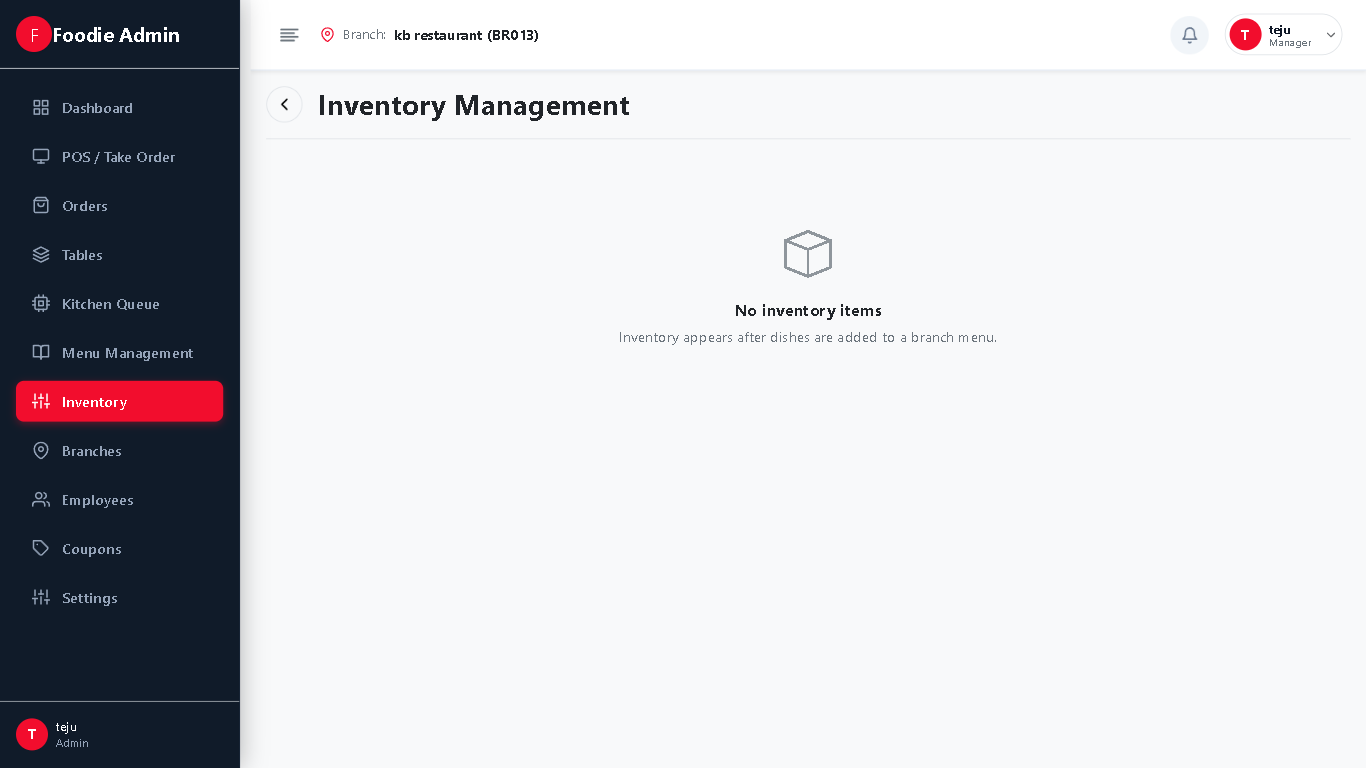 F Foodie Admin
Branch: kb restaurant (BR013)
T
teju
Manager
Inventory Management
Dashboard
POS / Take Order
Orders
Tables
Kitchen Queue
Menu Management
Inventory
Branches
Employees
Coupons
Settings
No inventory items
Inventory appears after dishes are added to a branch menu.
T
teju
Admin